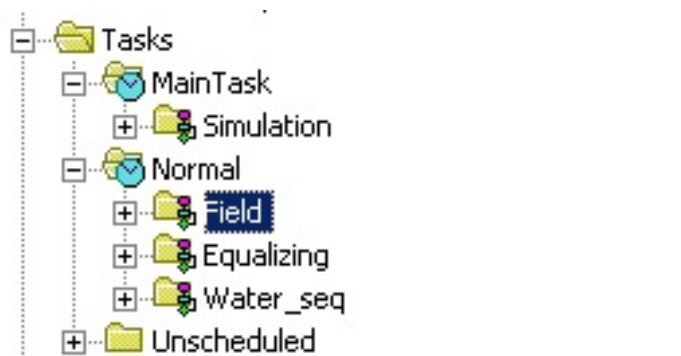 Tasks
MainTask
Simulation
Normal
Field
Equalizing
Water_seq
Unscheduled